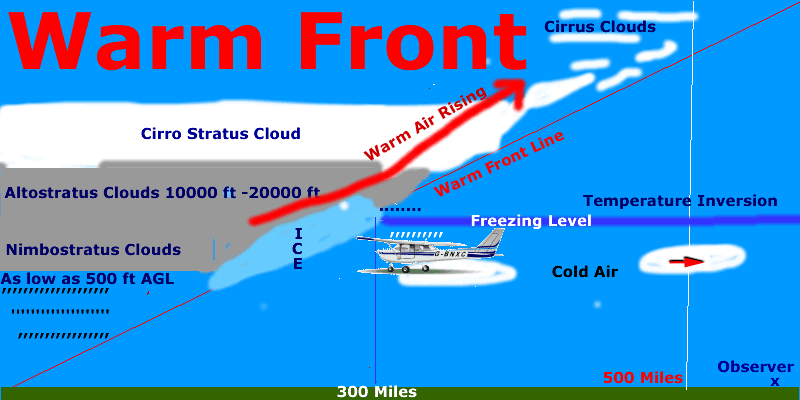 Warm Front
Cirrus Clouds
Cirro Stratus Cloud
Warm Air Rising
Warm Front Line
Altostratus Clouds 10000 ft -20000 ft
Temperature Inversion
Freezing Level
Nimbostratus Clouds
I
C
E
G-BNXG
Cold Air
As low as 500 ft AGL
Observer
x
500 Miles
300 Miles